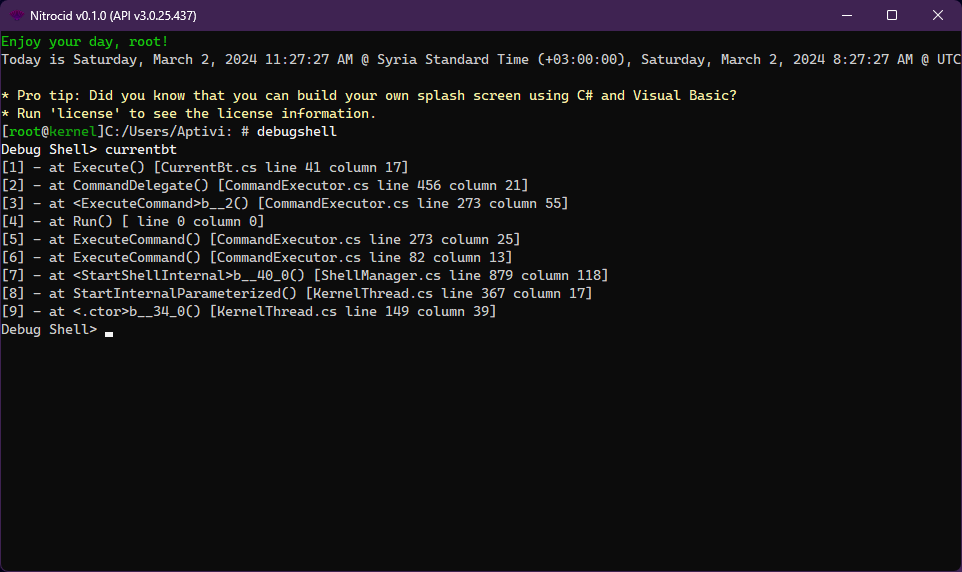 Nitrocid v0.1.0 (API v3.0.25.437)
Enjoy your day, root!
Today is Saturday, March 2, 2024 11:27:27 AM @ Syria Standard Time (+03:00:00), Saturday, March 2, 2024 8:27:27 AM @ UTC
* Pro tip: Did you know that you can build your own splash screen using C# and Visual Basic?
* Run 'license' to see the license information.
[root@kernel]C:/Users/Aptivi: # debugshell
Debug Shell> currentbt
[1] - at Execute() [CurrentBt.cs line 41 column 17]
[2] - at CommandDelegate() [CommandExecutor.cs line 456 column 21]
[3] - at <ExecuteCommand>b__2() [CommandExecutor.cs line 273 column 55]
[4] - at Run() [ line 0 column 0]
[5] - at ExecuteCommand() [CommandExecutor.cs line 273 column 25]
[6] - at ExecuteCommand() [CommandExecutor.cs line 82 column 13]
[7] - at <StartShellInternal>b__40_0() [ShellManager.cs line 879 column 118]
[8] - at StartInternalParameterized() [KernelThread.cs line 367 column 17]
[9] - at <.ctor>b__34_0() [KernelThread.cs line 149 column 39]
Debug Shell>